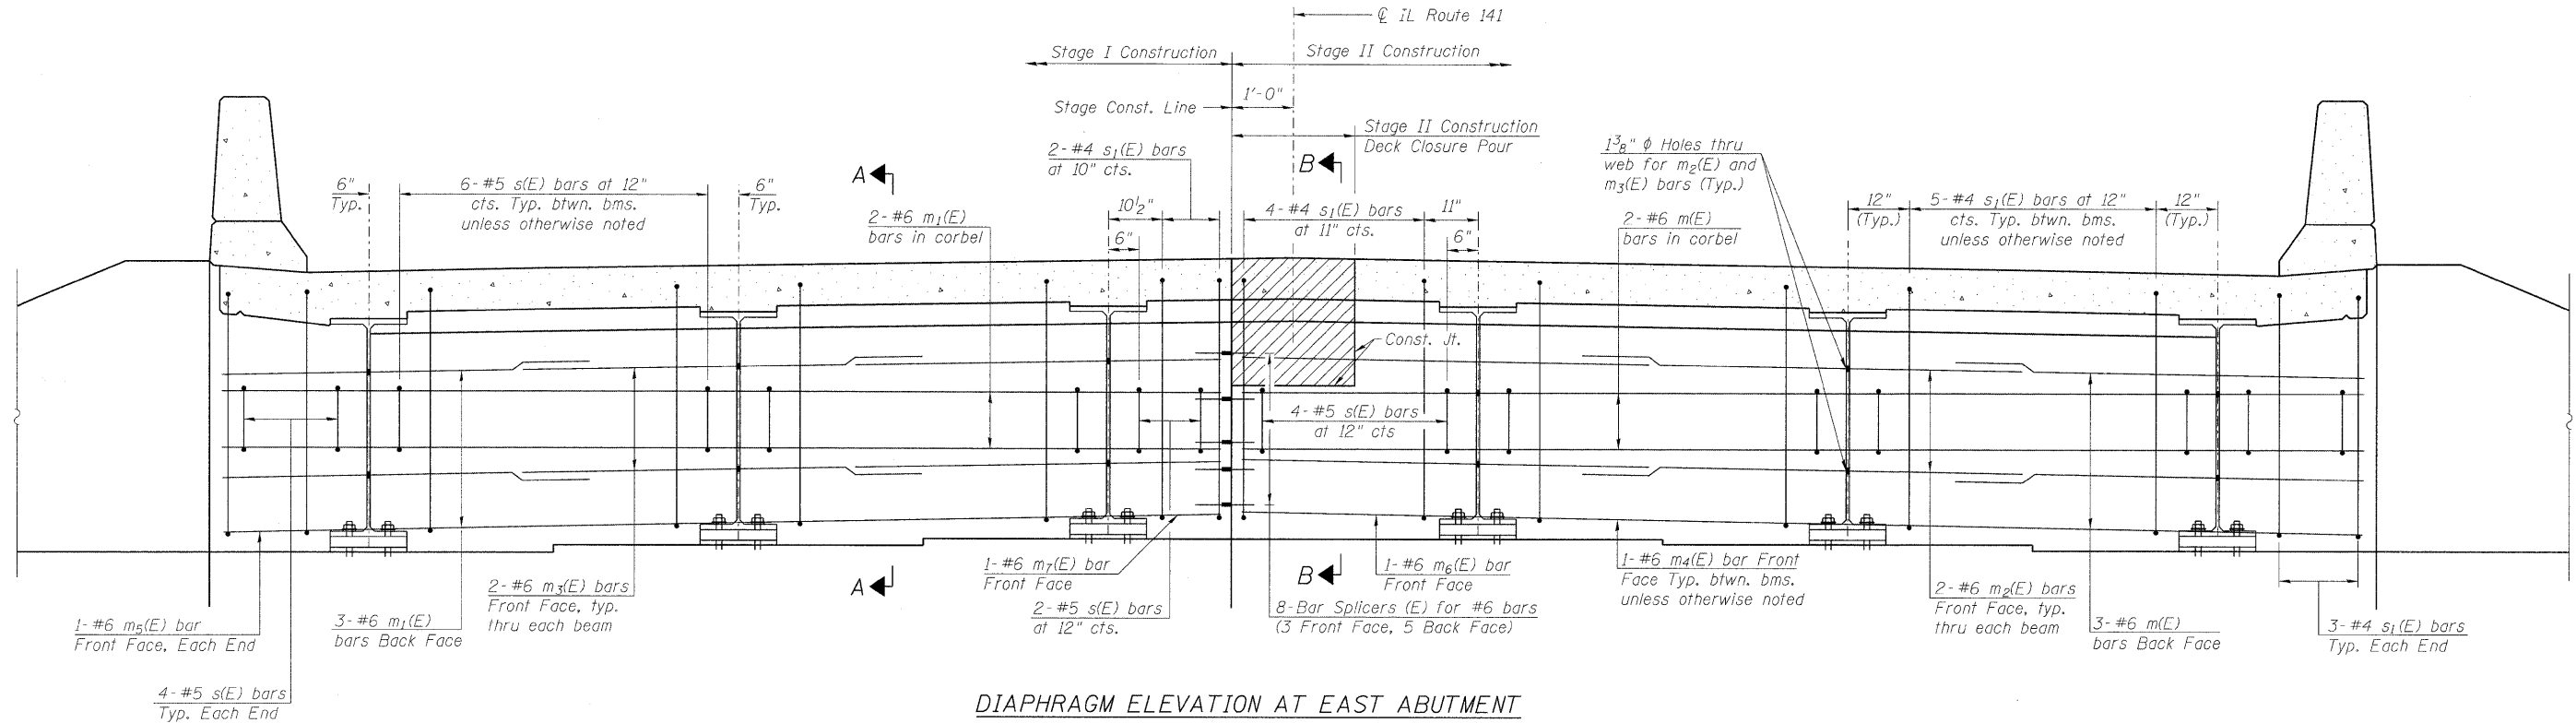 ℄ IL Route 141
Stage I Construction
Stage II Construction
Stage Const. Line
1'-0"
Stage II Construction
Deck Closure Pour
2-#4 s1(E) bars
at 10" cts.
A
B
1 3/8" ϕ Holes thru
web for m2(E) and
m3(E) bars (Typ.)
6"
Typ.
6-#5 s(E) bars at 12"
cts. Typ. btwn. bms.
unless otherwise noted
6"
Typ.
2-#6 m1(E)
bars in corbel
10 1/2"
6"
4-#4 s1(E) bars
at 11" cts.
11"
6"
2-#6 m(E)
bars in corbel
12"
(Typ.)
5-#4 s1(E) bars at 12"
cts. Typ. btwn. bms.
unless otherwise noted
12"
(Typ.)
Const. Jt.
4-#5 s(E) bars
at 12" cts
A
B
1-#6 m5(E) bar
Front Face, Each End
4-#5 s(E) bars
Typ. Each End
3-#6 m1(E)
bars Back Face
2-#6 m3(E) bars
Front Face, typ.
thru each beam
1-#6 m7(E) bar
Front Face
2-#5 s(E) bars
at 12" cts.
1-#6 m6(E) bar
Front Face
8-Bar Splicers (E) for #6 bars
(3 Front Face, 5 Back Face)
1-#6 m4(E) bar Front
Face Typ. btwn. bms.
unless otherwise noted
2-#6 m2(E) bars
Front Face, typ.
thru each beam
3-#6 m(E)
bars Back Face
3-#4 s1(E) bars
Typ. Each End
DIAPHRAGM ELEVATION AT EAST ABUTMENT